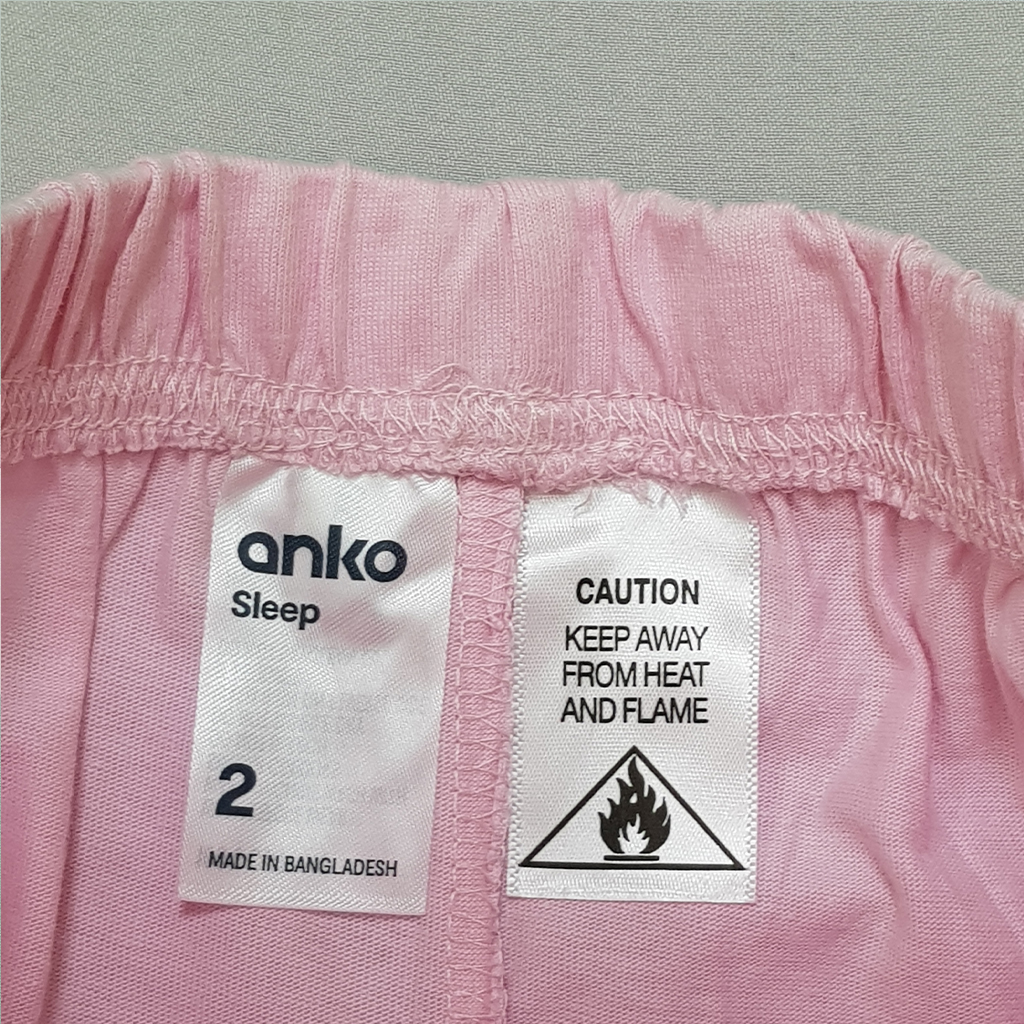 anko
Sleep
2
MADE IN BANGLADESH
CAUTION
KEEP AWAY
FROM HEAT
AND FLAME